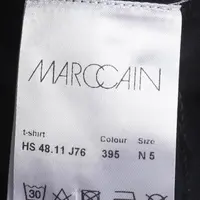 MARCCAIN
t-shirt Colour Size
HS 48.11 J76 395 N 5
30